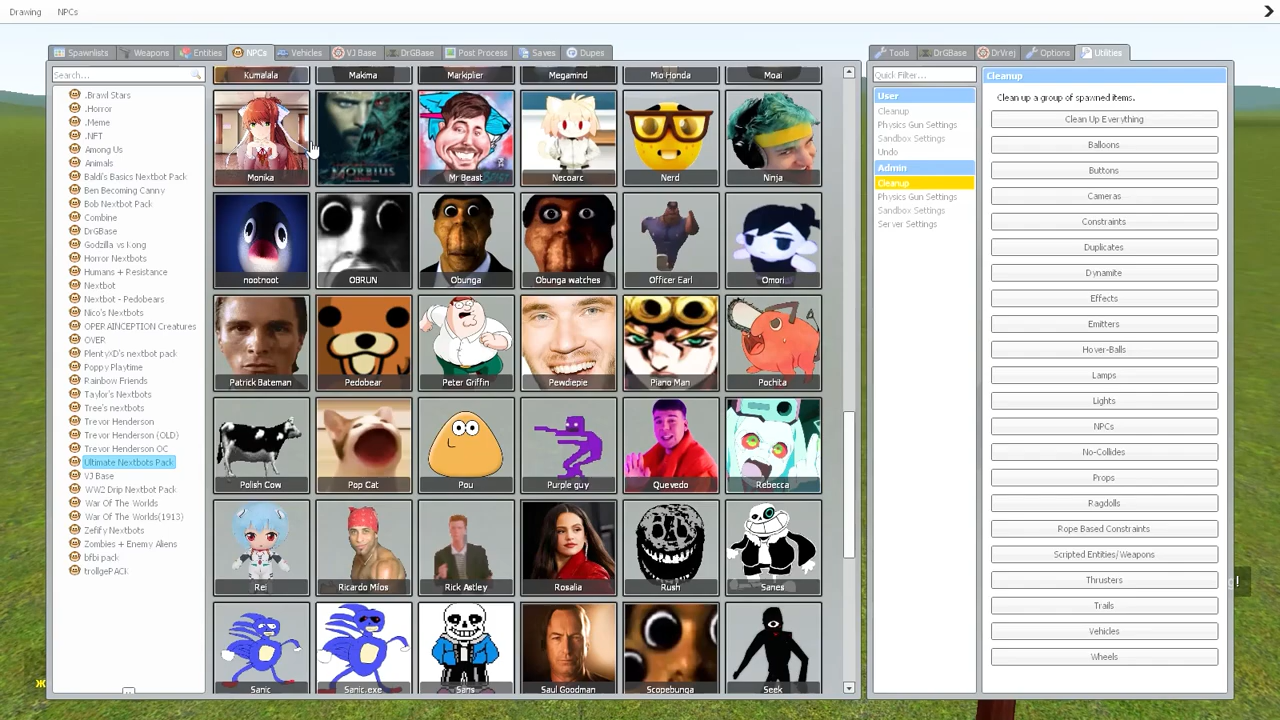 Drawing NPCs
Spawnlists Weapons Entities NPCs Vehicles VJ Base DrGBase Post Process Saves Dupes
Tools DrGBase DrVrej Options Utilities
Search...
.Brawl Stars
.Horror
.Meme
.NFT
Among Us
Animals
Baldi's Basics Nextbot Pack
Ben Becoming Canny
Bob Nextbot Pack
Combine
DrGBase
Godzilla vs kong
Horror Nextbots
Humans + Resistance
Nextbot
Nextbot - Pedobears
Nico's Nextbots
OPERAINCEPTION Creatures
OVER
PlentyXD's nextbot pack
Poppy Playtime
Rainbow Friends
Taylor's Nextbots
Tree's nextbots
Trevor Henderson
Trevor Henderson (OLD)
Trevor Henderson OC
Ultimate Nextbots Pack
VJ Base
WW2 Drip Nextbot Pack
War Of The Worlds
War Of The Worlds(1913)
Zefify Nextbots
Zombies + Enemy Aliens
bfbi pack
trollgePACK
Kumalala Makima Markiplier Megamind Mio Honda Moai
MORBIUS
BEAST
Monika Mr Beast Necoarc Nerd Ninja
nootnoot OBRUN Obunga Obunga watches Officer Earl Omori
Patrick Bateman Pedobear Peter Griffin Pewdiepie Piano Man Pochita
Polish Cow Pop Cat Pou Purple guy Quevedo Rebecca
Rei Ricardo Milos Rick Astley Rosalia Rush Sanes
Sanic Sanic.exe Sans Saul Goodman Scopebunga Seek
Quick Filter...
User
Cleanup
Physics Gun Settings
Sandbox Settings
Undo
Admin
Cleanup
Physics Gun Settings
Sandbox Settings
Server Settings
Cleanup
Clean up a group of spawned items.
Clean Up Everything
Balloons
Buttons
Cameras
Constraints
Duplicates
Dynamite
Effects
Emitters
Hover-Balls
Lamps
Lights
NPCs
No-Collides
Props
Ragdolls
Rope Based Constraints
Scripted Entities/Weapons
Thrusters
Trails
Vehicles
Wheels